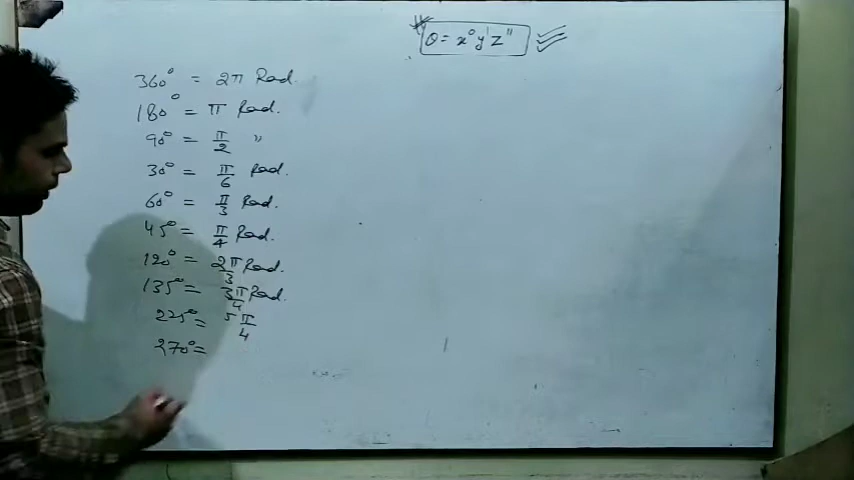 θ = x° y' z"
360° = 2π Rad.
180° = π Rad.
90° = π/2 "
30° = π/6 Rad.
60° = π/3 Rad.
45° = π/4 Rad.
120° = 2π/3 Rad.
135° = 3π/4 Rad.
225° = 5π/4
270° =